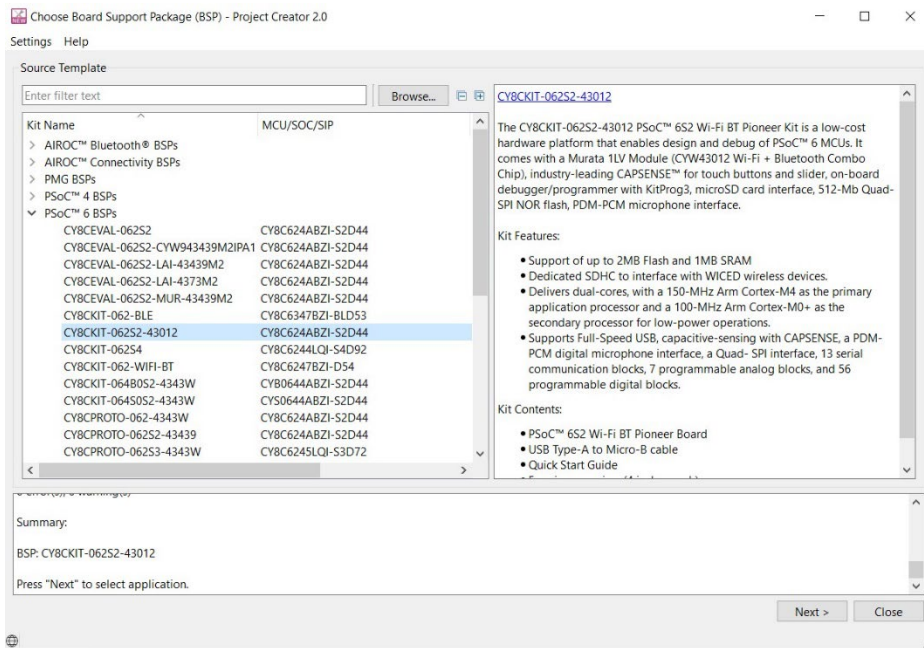 NEW
Choose Board Support Package (BSP) - Project Creator 2.0
Settings Help
Source Template
Enter filter text
Browse...
Kit Name MCU/SOC/SIP
AIROC™ Bluetooth® BSPs
AIROC™ Connectivity BSPs
PMG BSPs
PSoC™ 4 BSPs
PSoC™ 6 BSPs
CY8CEVAL-062S2 CY8C624ABZI-S2D44
CY8CEVAL-062S2-CYW943439M2IPA1 CY8C624ABZI-S2D44
CY8CEVAL-062S2-LAI-43439M2 CY8C624ABZI-S2D44
CY8CEVAL-062S2-LAI-4373M2 CY8C624ABZI-S2D44
CY8CEVAL-062S2-MUR-43439M2 CY8C624ABZI-S2D44
CY8CKIT-062-BLE CY8C6347BZI-BLD53
CY8CKIT-062S2-43012 CY8C624ABZI-S2D44
CY8CKIT-062S4 CY8C6244LQI-S4D92
CY8CKIT-062-WIFI-BT CY8C6247BZI-D54
CY8CKIT-064B0S2-4343W CYB0644ABZI-S2D44
CY8CKIT-064S0S2-4343W CYS0644ABZI-S2D44
CY8CPROTO-062-4343W CY8C624ABZI-S2D44
CY8CPROTO-062S2-43439 CY8C624ABZI-S2D44
CY8CPROTO-062S3-4343W CY8C6245LQI-S3D72
CY8CKIT-062S2-43012
The CY8CKIT-062S2-43012 PSoC™ 6S2 Wi-Fi BT Pioneer Kit is a low-cost
hardware platform that enables design and debug of PSoC™ 6 MCUs. It
comes with a Murata 1LV Module (CYW43012 Wi-Fi + Bluetooth Combo
Chip), industry-leading CAPSENSE™ for touch buttons and slider, on-board
debugger/programmer with KitProg3, microSD card interface, 512-Mb Quad-
SPI NOR flash, PDM-PCM microphone interface.
Kit Features:
• Support of up to 2MB Flash and 1MB SRAM
• Dedicated SDHC to interface with WICED wireless devices.
• Delivers dual-cores, with a 150-MHz Arm Cortex-M4 as the primary
application processor and a 100-MHz Arm Cortex-M0+ as the
secondary processor for low-power operations.
• Supports Full-Speed USB, capacitive-sensing with CAPSENSE, a PDM-
PCM digital microphone interface, a Quad- SPI interface, 13 serial
communication blocks, 7 programmable analog blocks, and 56
programmable digital blocks.
Kit Contents:
• PSoC™ 6S2 Wi-Fi BT Pioneer Board
• USB Type-A to Micro-B cable
• Quick Start Guide
Summary:
BSP: CY8CKIT-062S2-43012
Press "Next" to select application.
Next >
Close